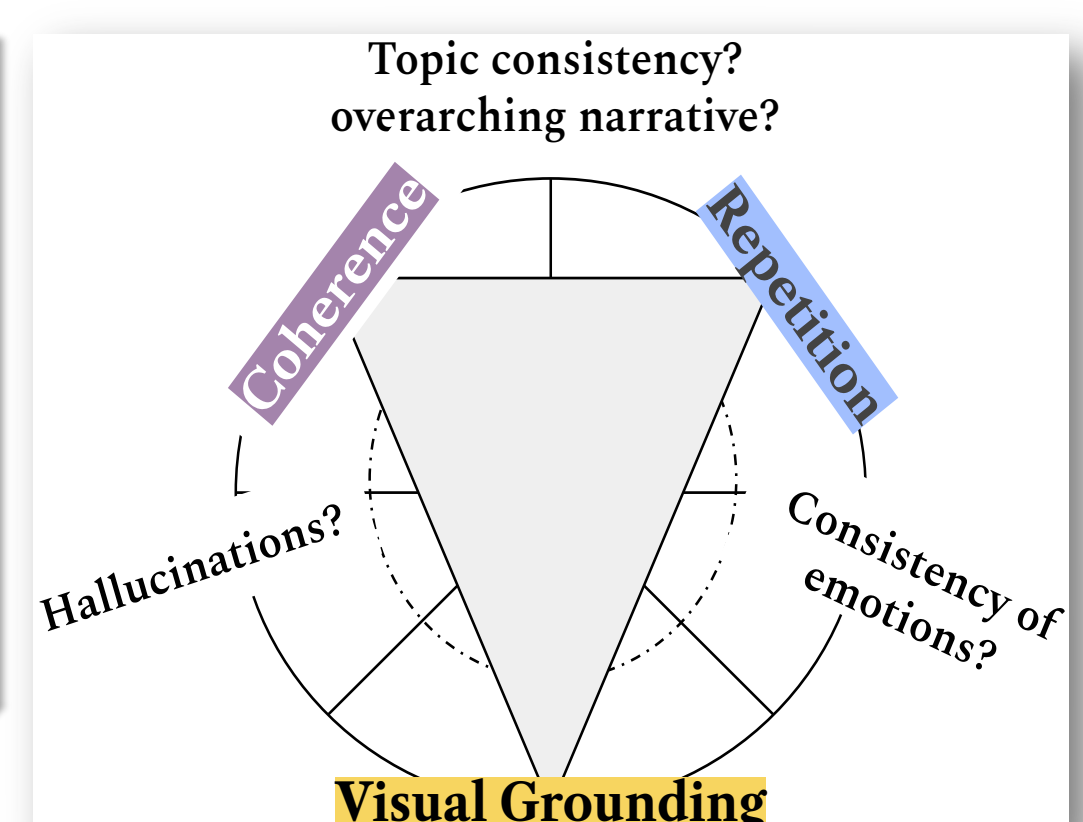 Topic consistency?
overarching narrative?
Coherence
Repetition
Hallucinations?
Consistency of
emotions?
Visual Grounding